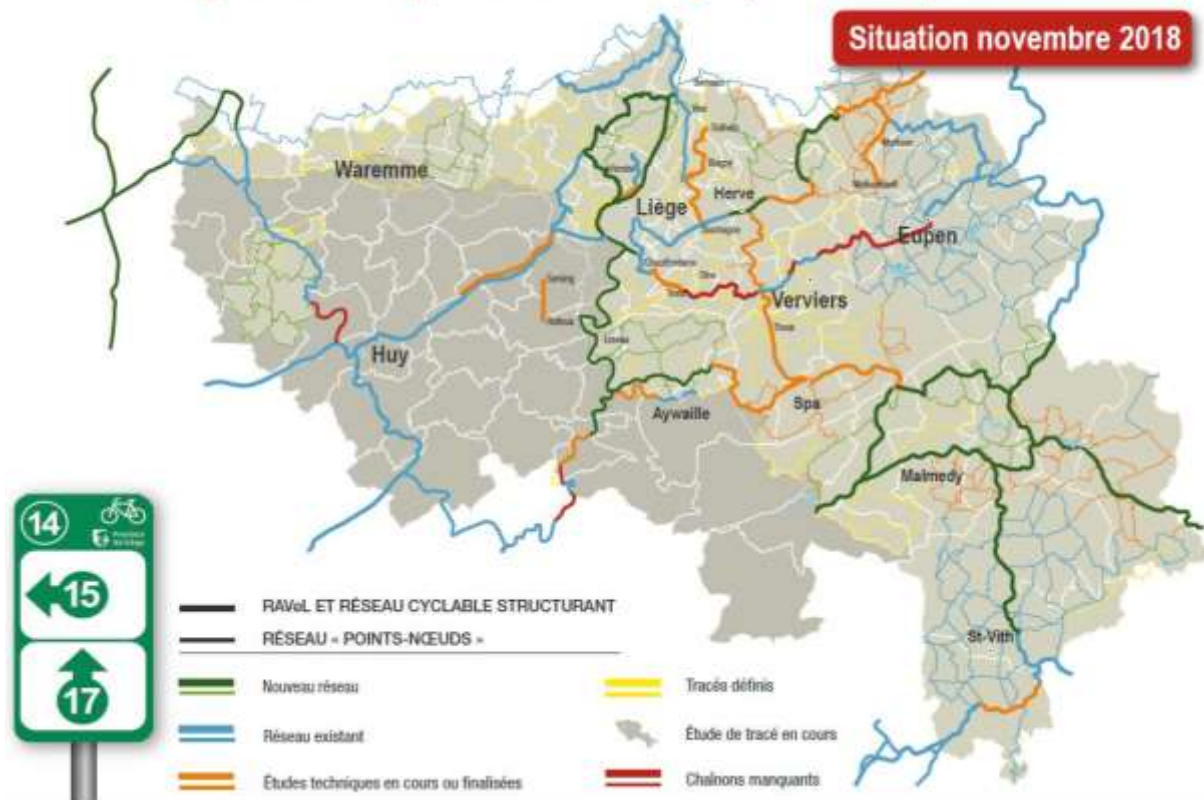 Situation novembre 2018
Waremme
Liège
Herve
Eupen
Verviers
Huy
Aywaille
Spa
Malmedy
St-Vith
14
15
17
RAVeL ET RÉSEAU CYCLABLE STRUCTURANT
RÉSEAU « POINTS-NŒUDS »
Nouveau réseau
Tracés définis
Réseau existant
Étude de tracé en cours
Études techniques en cours ou finalisées
Chaînons manquants